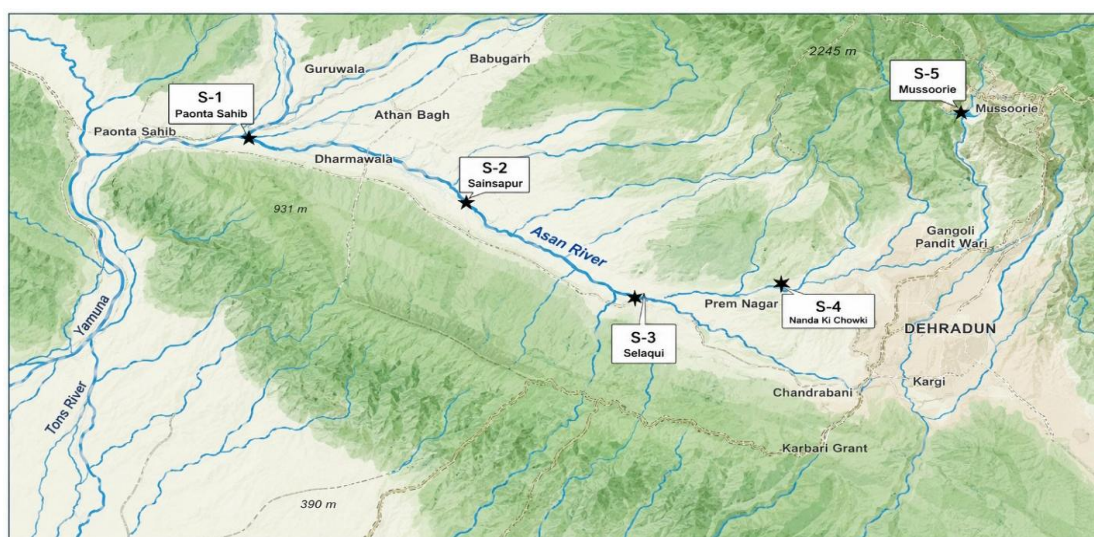 2245 m
Babugarh
Guruwala
S-5
Mussoorie
S-1
Paonta Sahib
Mussoorie
Athan Bagh
Paonta Sahib
Dharmawala
S-2
Sainsapur
931 m
Asan River
Gangoli
Pandit Wari
Yamuna
Prem Nagar
S-4
Nanda Ki Chowki
S-3
Selaqui
DEHRADUN
Tons River
Chandrabani
Kargi
Karbari Grant
390 m